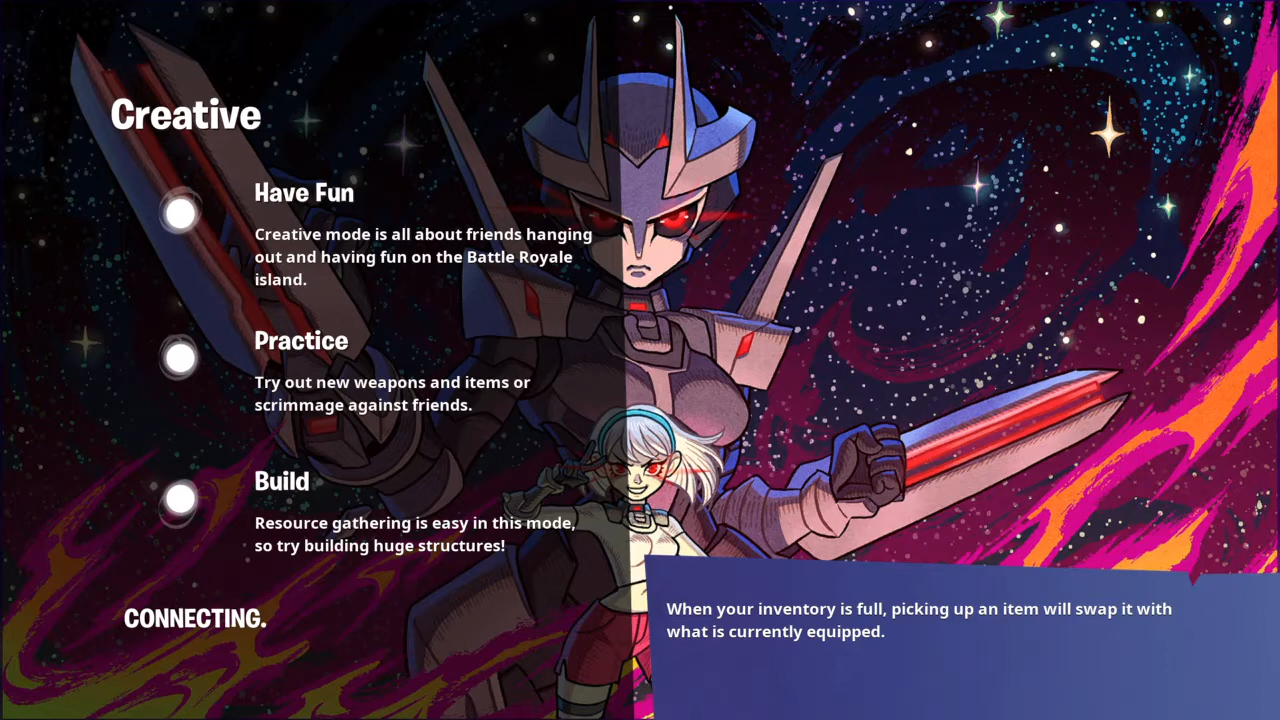 Creative
Have Fun
Creative mode is all about friends hanging
out and having fun on the Battle Royale
island.
Practice
Try out new weapons and items or
scrimmage against friends.
Build
Resource gathering is easy in this mode,
so try building huge structures!
CONNECTING.
When your inventory is full, picking up an item will swap it with
what is currently equipped.